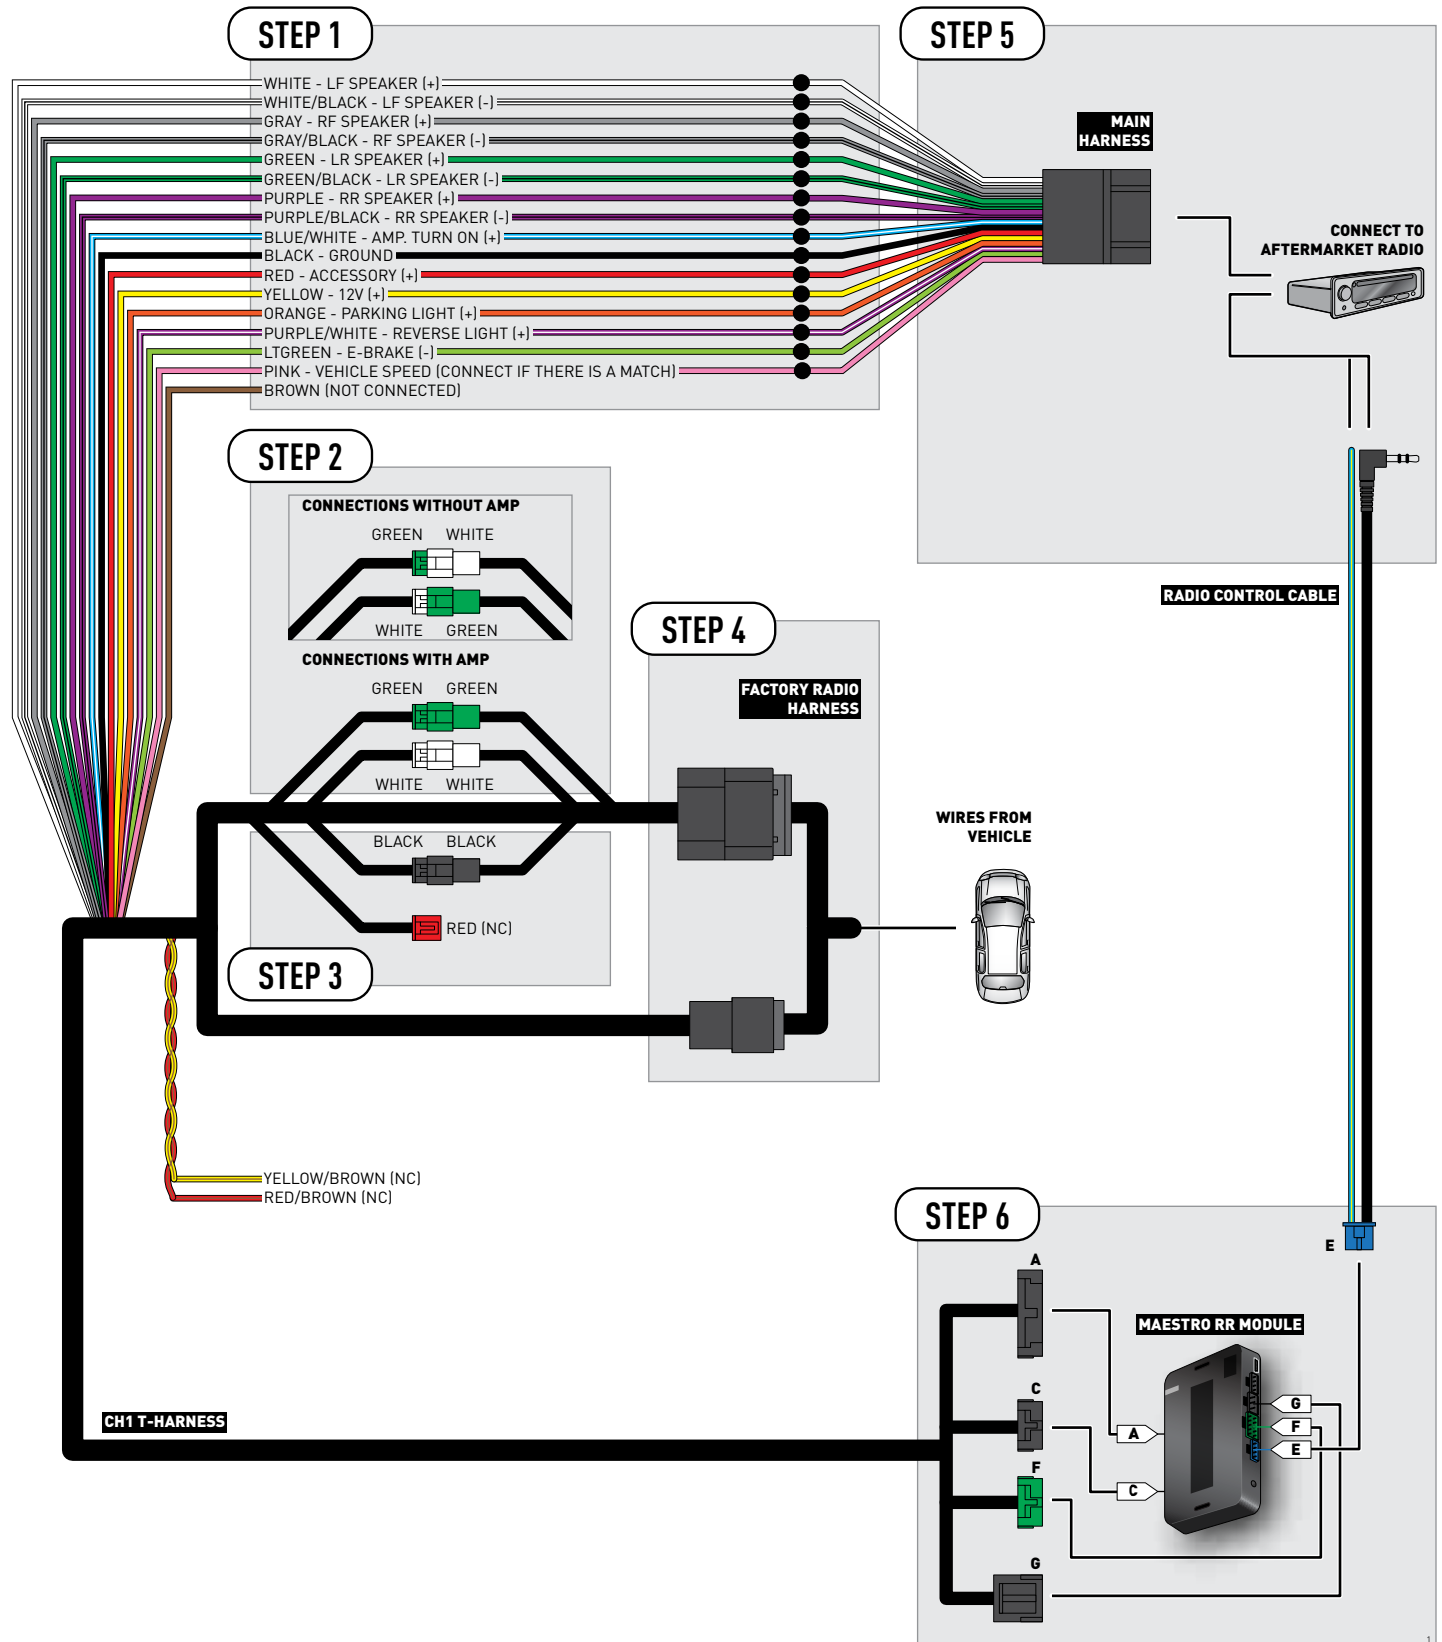 STEP 1
WHITE - LF SPEAKER (+)
WHITE/BLACK - LF SPEAKER (-)
GRAY - RF SPEAKER (+)
GRAY/BLACK - RF SPEAKER (-)
GREEN - LR SPEAKER (+)
GREEN/BLACK - LR SPEAKER (-)
PURPLE - RR SPEAKER (+)
PURPLE/BLACK - RR SPEAKER (-)
BLUE/WHITE - AMP. TURN ON (+)
BLACK - GROUND
RED - ACCESSORY (+)
YELLOW - 12V (+)
ORANGE - PARKING LIGHT (+)
PURPLE/WHITE - REVERSE LIGHT (+)
LTGREEN - E-BRAKE (-)
PINK - VEHICLE SPEED (CONNECT IF THERE IS A MATCH)
BROWN (NOT CONNECTED)
STEP 5
MAIN
HARNESS
CONNECT TO
AFTERMARKET RADIO
RADIO CONTROL CABLE
STEP 2
CONNECTIONS WITHOUT AMP
GREEN WHITE
WHITE GREEN
CONNECTIONS WITH AMP
GREEN GREEN
WHITE WHITE
BLACK BLACK
RED (NC)
STEP 3
STEP 4
FACTORY RADIO
HARNESS
WIRES FROM
VEHICLE
YELLOW/BROWN (NC)
RED/BROWN (NC)
CH1 T-HARNESS
STEP 6
E
A
C
F
G
MAESTRO RR MODULE
A
C
G
F
E
1